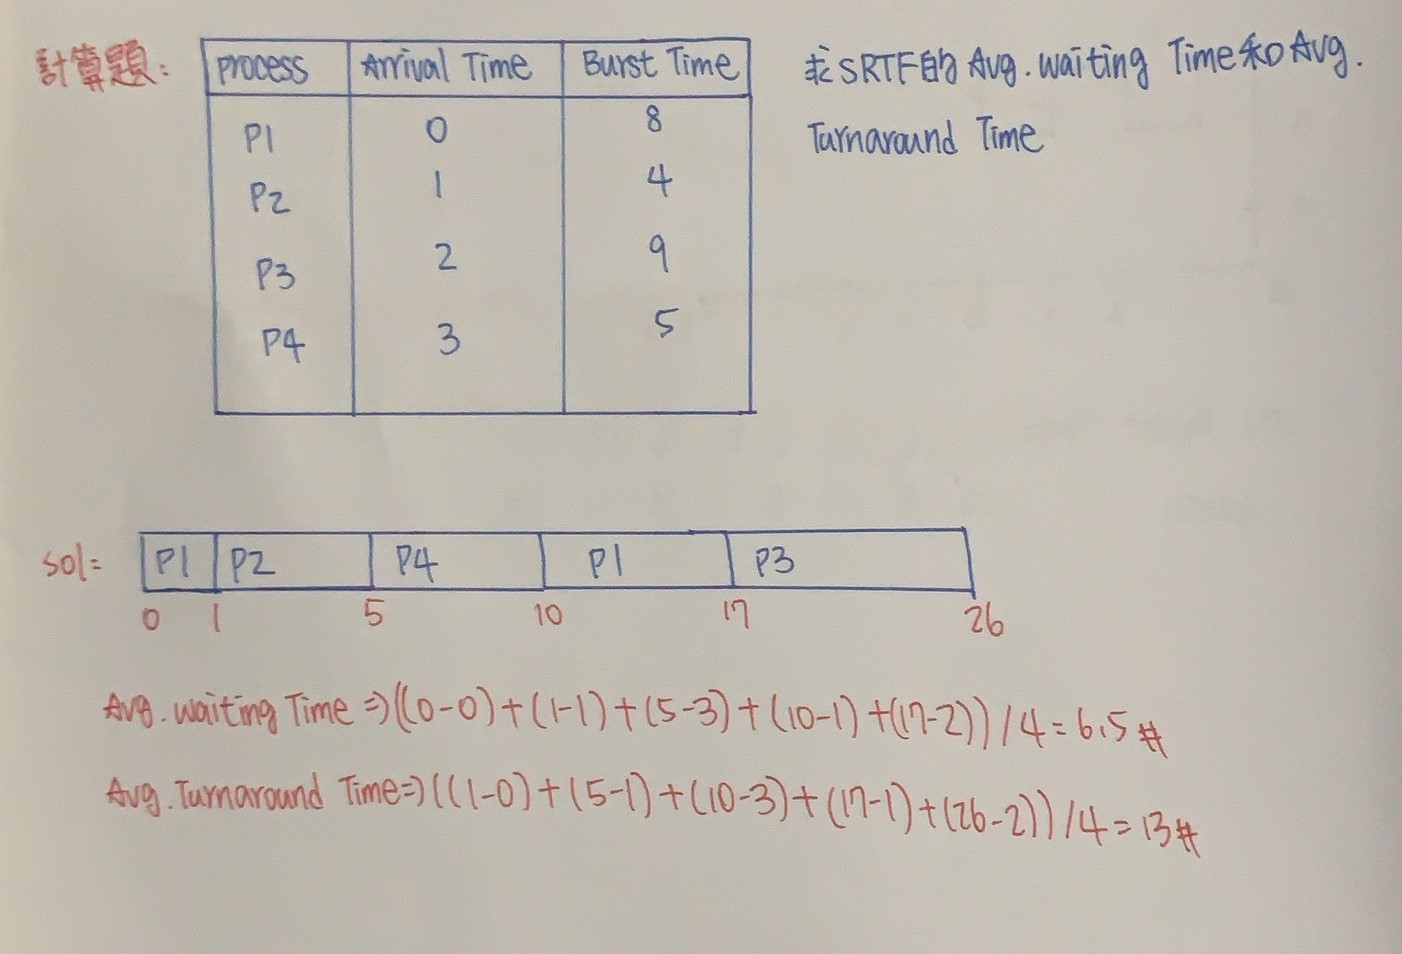 計算題: process Arrival Time Burst Time 求SRTF的 Avg. waiting Time和 Avg.
Turnaround Time
P1 0 8
P2 1 4
P3 2 9
P4 3 5
sol= P1 P2 P4 P1 P3
0 1 5 10 17 26
Avg. waiting Time => ((0-0)+(1-1)+(5-3)+(10-1)+(17-2))/4=6.5#
Avg. Turnaround Time=>((1-0)+(5-1)+(10-3)+(17-1)+(26-2))/4=13#